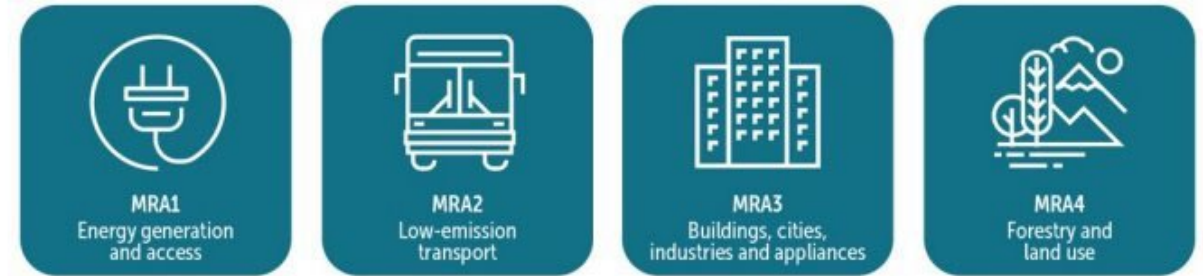 MRA1
Energy generation
and access
MRA2
Low-emission
transport
MRA3
Buildings, cities,
industries and appliances
MRA4
Forestry and
land use